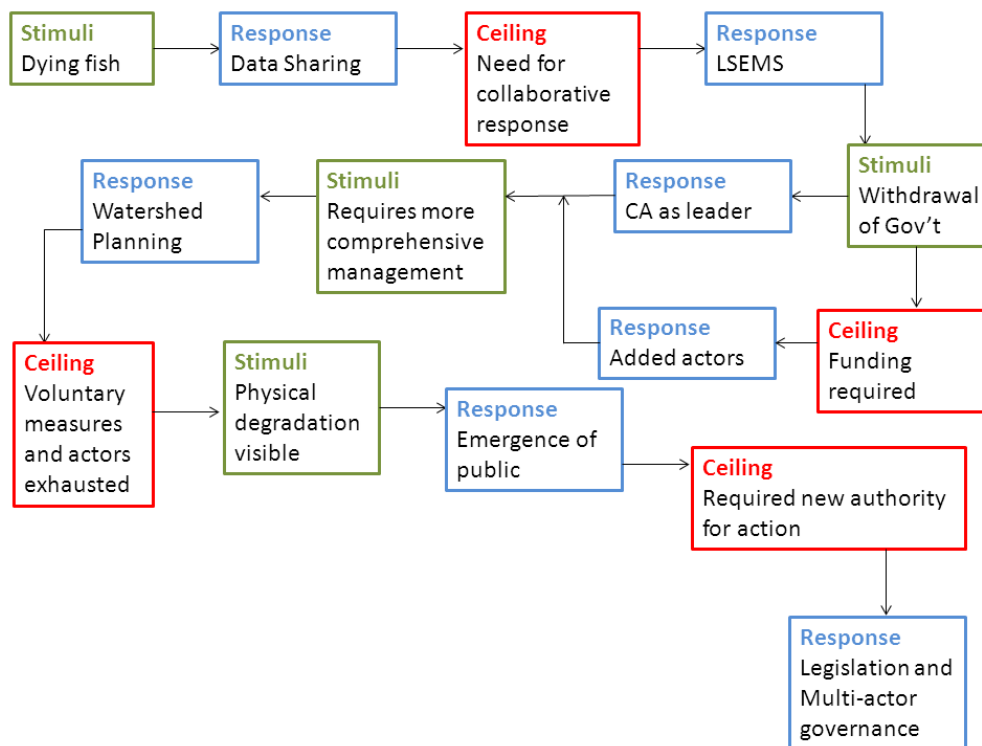 Stimuli
Dying fish
Response
Data Sharing
Ceiling
Need for
collaborative
response
Response
LSEMS
Stimuli
Withdrawal
of Gov't
Response
CA as leader
Stimuli
Requires more
comprehensive
management
Response
Watershed
Planning
Ceiling
Funding
required
Response
Added actors
Ceiling
Voluntary
measures
and actors
exhausted
Stimuli
Physical
degradation
visible
Response
Emergence of
public
Ceiling
Required new authority
for action
Response
Legislation and
Multi-actor
governance